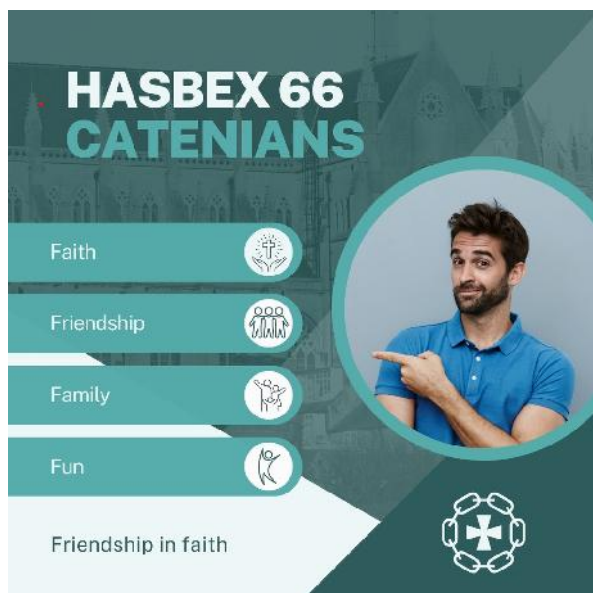 HASBEX 66
CATENIANS
Faith
Friendship
Family
Fun
Friendship in faith